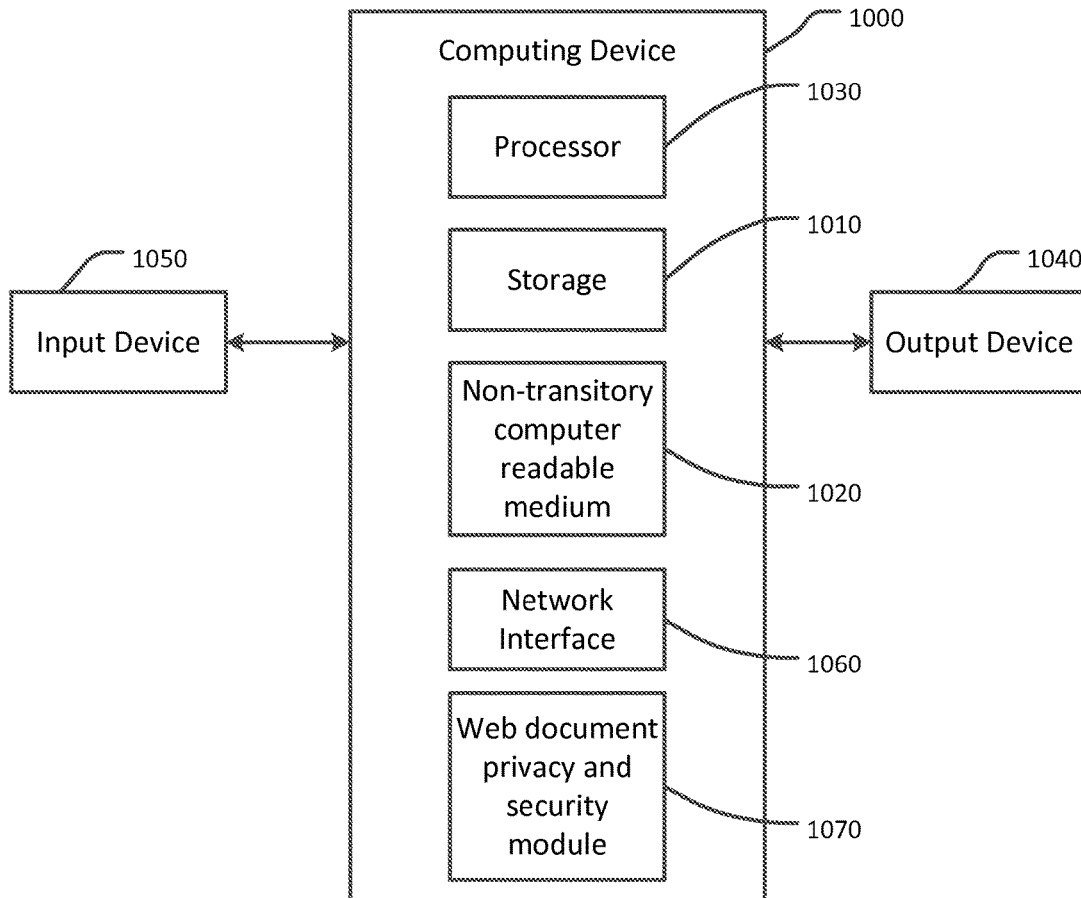 1000
Computing Device
1030
Processor
1010
Storage
1050
Input Device
1040
Output Device
Non-transitory
computer
readable
medium
1020
Network
Interface
1060
Web document
privacy and
security
module
1070